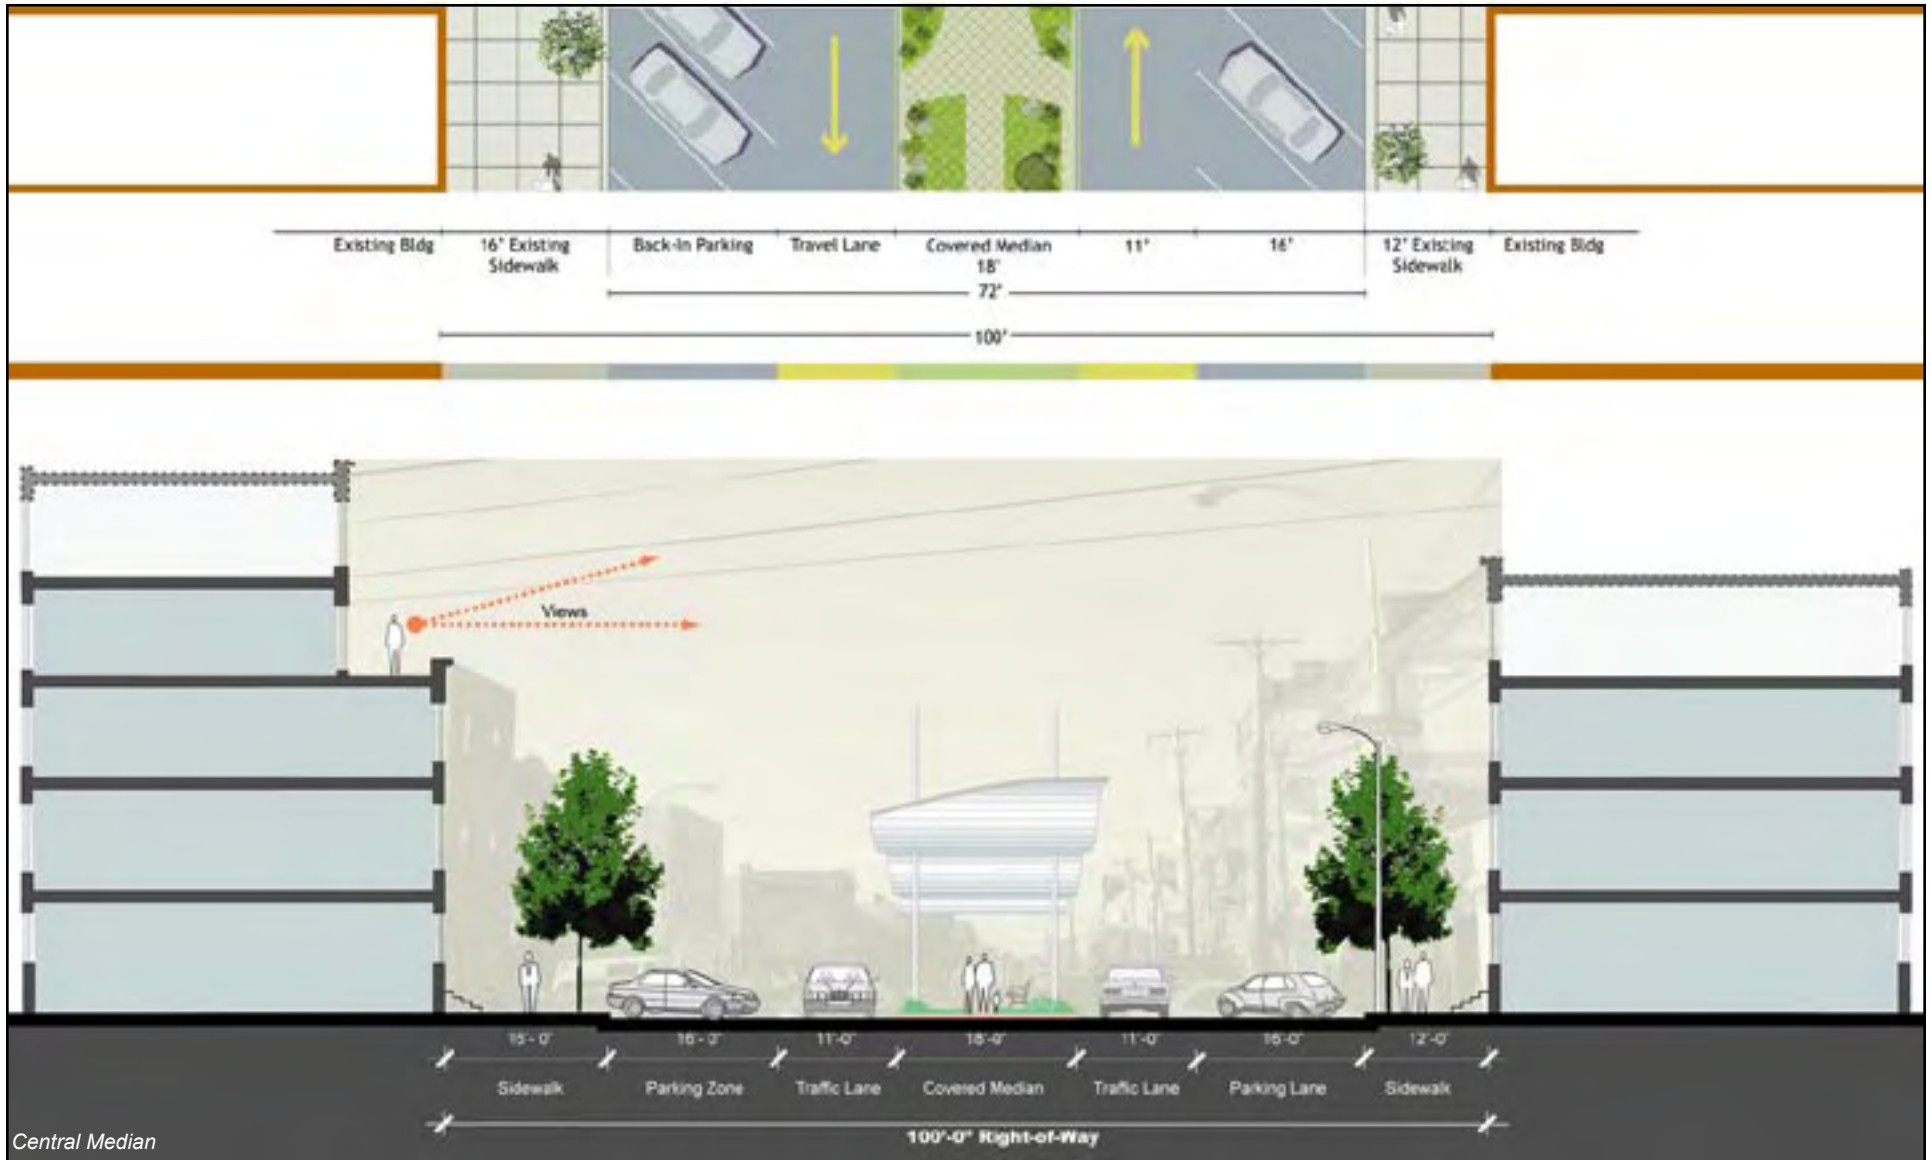 Existing Bldg
16' Existing
Sidewalk
Back-In Parking
Travel Lane
Covered Median
18'
11'
16'
12' Existing
Sidewalk
Existing Bldg
72'
100'
Views
16'-0"
11'-0"
18'-0"
11'-0"
16'-0"
12'-0"
Sidewalk
Parking Zone
Traffic Lane
Covered Median
Traffic Lane
Parking Lane
Sidewalk
100'-0" Right-of-Way
Central Median